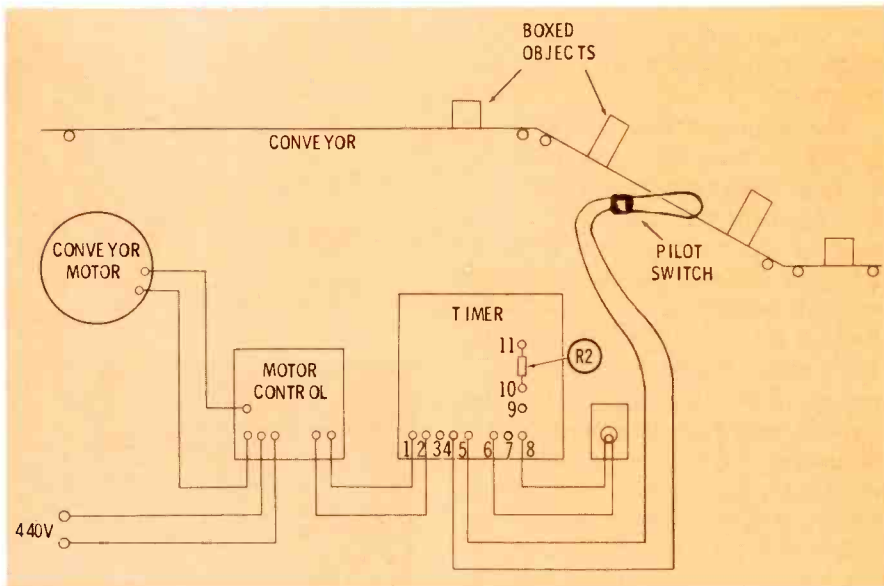 BOXED
OBJECTS
CONVEYOR
CONVEYOR
MOTOR
PILOT
SWITCH
TIMER
11
R2
10
9
MOTOR
CONTROL
1 2 3 4 5 6 7 8
440V